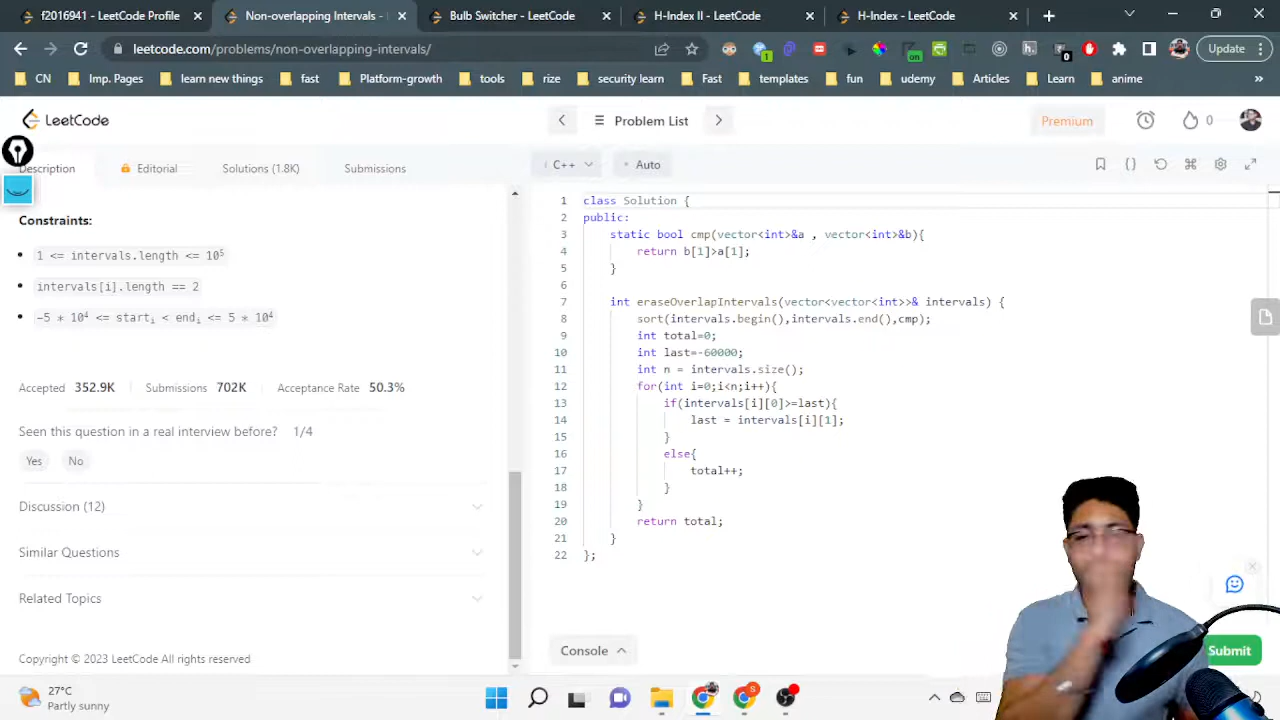 f2016941 - LeetCode Profile
Non-overlapping Intervals -
Bulb Switcher - LeetCode
H-Index II - LeetCode
H-Index - LeetCode
leetcode.com/problems/non-overlapping-intervals/
1
on
0
Update
CN
Imp. Pages
learn new things
fast
Platform-growth
tools
rise
security learn
Fast
templates
fun
udemy
Articles
Learn
anime
»
LeetCode
Problem List
Premium
0
Description
Editorial
Solutions (1.8K)
Submissions
C++
Auto
Constraints:
1 <= intervals.length <= 10⁵
intervals[i].length == 2
-5 * 10⁴ <= startᵢ < endᵢ <= 5 * 10⁴
Accepted 352.9K
Submissions 702K
Acceptance Rate 50.3%
Seen this question in a real interview before? 1/4
Yes
No
Discussion (12)
Similar Questions
Related Topics
Copyright © 2023 LeetCode All rights reserved
1 class Solution {
2 public:
3 static bool cmp(vector<int>&a , vector<int>&b){
4 return b[1]>a[1];
5 }
6
7 int eraseOverlapIntervals(vector<vector<int>>& intervals) {
8 sort(intervals.begin(),intervals.end(),cmp);
9 int total=0;
10 int last=-60000;
11 int n = intervals.size();
12 for(int i=0;i<n;i++){
13 if(intervals[i][0]>=last){
14 last = intervals[i][1];
15 }
16 else{
17 total++;
18 }
19 }
20 return total;
21 }
22 };
Console
Submit
27°C
Partly sunny